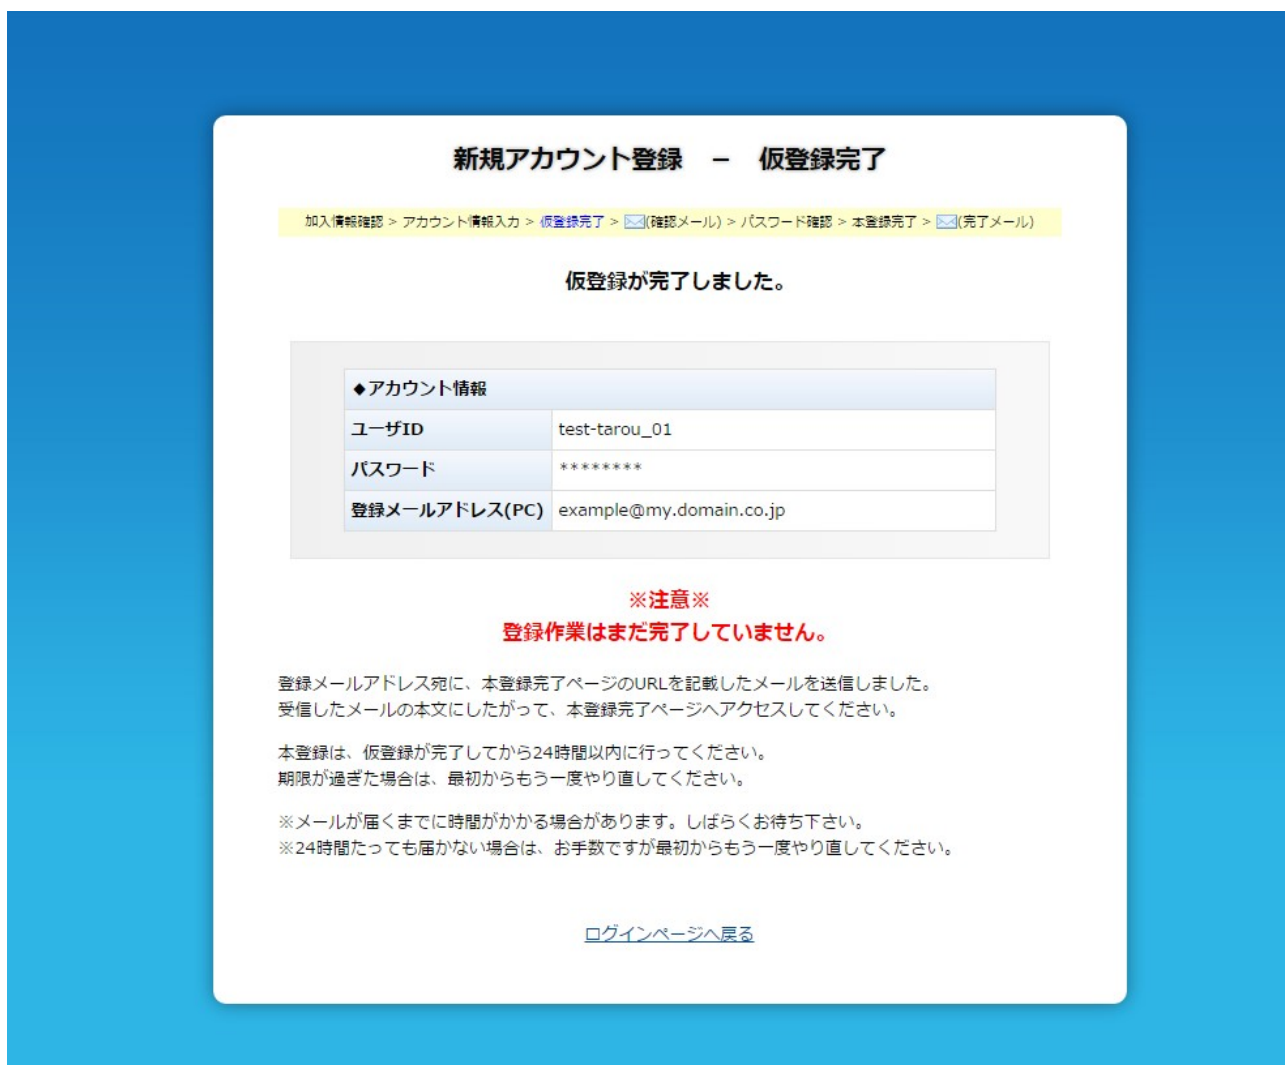 新規アカウント登録　－　仮登録完了
加入情報確認 > アカウント情報入力 > 仮登録完了 > (確認メール) > パスワード確認 > 本登録完了 > (完了メール)
仮登録が完了しました。
◆アカウント情報
ユーザID test-tarou_01
パスワード ********
登録メールアドレス(PC) example@my.domain.co.jp
※注意※
登録作業はまだ完了していません。
登録メールアドレス宛に、本登録完了ページのURLを記載したメールを送信しました。
受信したメールの本文にしたがって、本登録完了ページへアクセスしてください。
本登録は、仮登録が完了してから24時間以内に行ってください。
期限が過ぎた場合は、最初からもう一度やり直してください。
※メールが届くまでに時間がかかる場合があります。しばらくお待ち下さい。
※24時間たっても届かない場合は、お手数ですが最初からもう一度やり直してください。
ログインページへ戻る